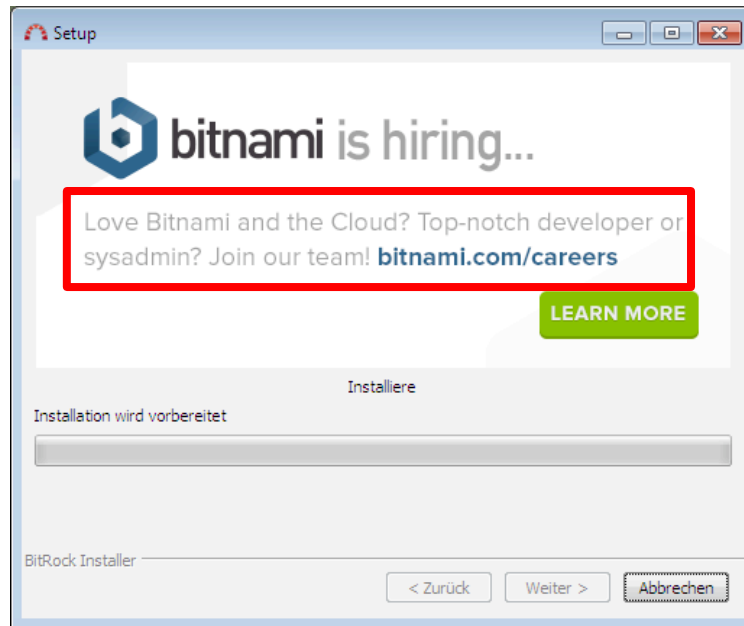 Setup
bitnami is hiring...
Love Bitnami and the Cloud? Top-notch developer or
sysadmin? Join our team! bitnami.com/careers
LEARN MORE
Installiere
Installation wird vorbereitet
BitRock Installer
< Zurück Weiter > Abbrechen